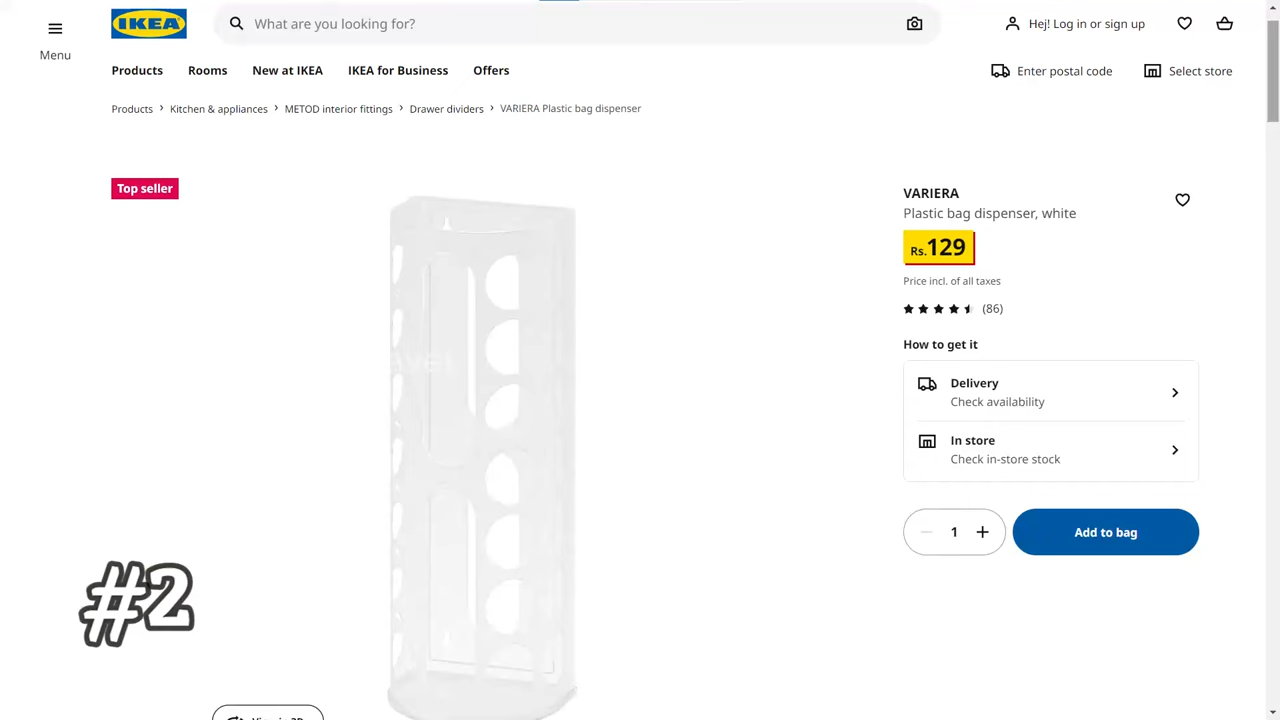 IKEA
What are you looking for?
Hej! Log in or sign up
Menu
Products
Rooms
New at IKEA
IKEA for Business
Offers
Enter postal code
Select store
Products > Kitchen & appliances > METOD interior fittings > Drawer dividers > VARIERA Plastic bag dispenser
Top seller
VARIERA
Plastic bag dispenser, white
Rs.129
Price incl. of all taxes
(86)
How to get it
Delivery
Check availability
In store
Check in-store stock
1
Add to bag
#2